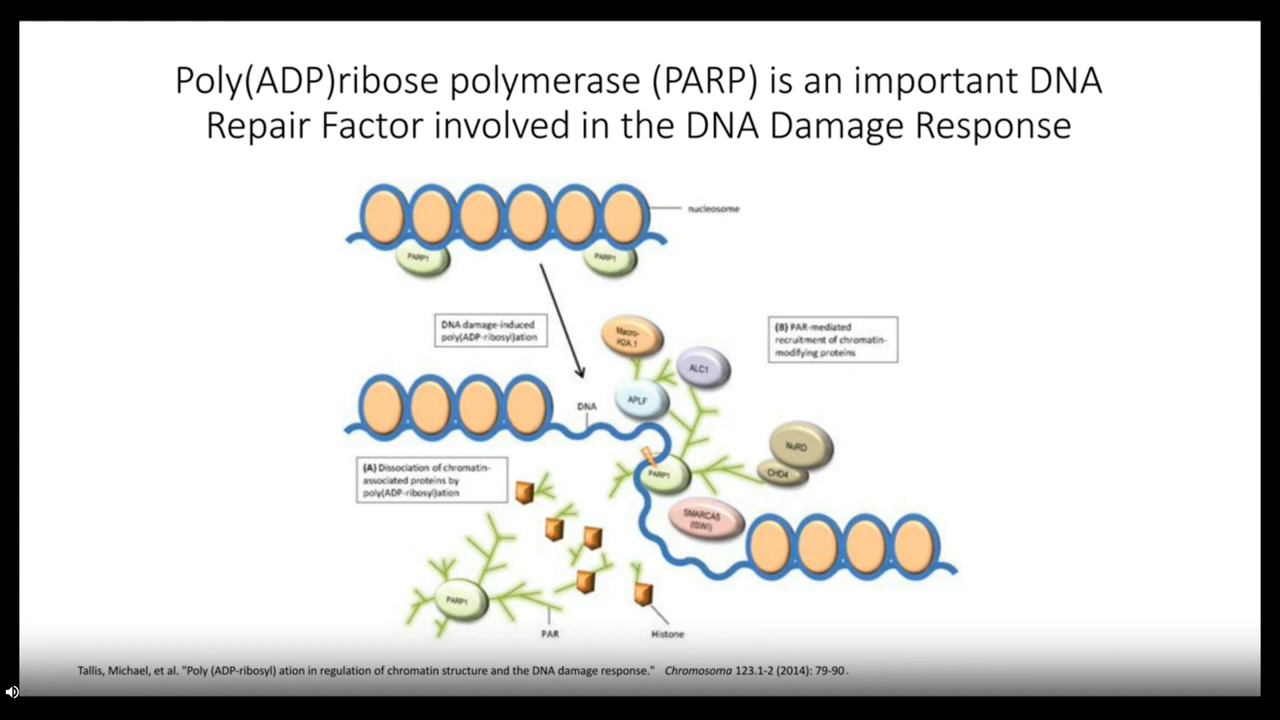 Poly(ADP)ribose polymerase (PARP) is an important DNA
Repair Factor involved in the DNA Damage Response
nucleosome
PARP1
PARP1
DNA damage-induced
poly(ADP-ribosyl)ation
Macro-
H2A.1
(B) PAR-mediated
recruitment of chromatin-
modifying proteins
ALC1
APLF
DNA
NuRD
CHD4
PARP1
(A) Dissociation of chromatin-
associated proteins by
poly(ADP-ribosyl)ation
SMARCA5
(ISWI)
PARP1
PAR
Histone
Tallis, Michael, et al. "Poly (ADP-ribosyl) ation in regulation of chromatin structure and the DNA damage response." Chromosoma 123.1-2 (2014): 79-90.